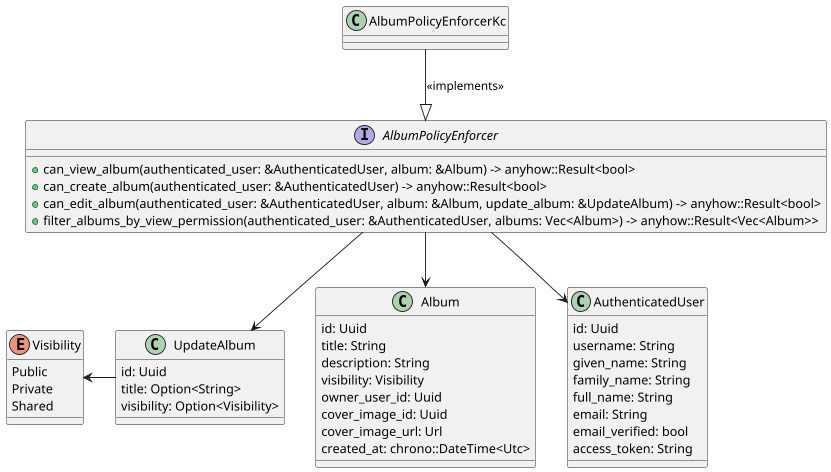 C AlbumPolicyEnforcerKc
«implements»
I AlbumPolicyEnforcer
can_view_album(authenticated_user: &AuthenticatedUser, album: &Album) -> anyhow::Result<bool>
can_create_album(authenticated_user: &AuthenticatedUser) -> anyhow::Result<bool>
can_edit_album(authenticated_user: &AuthenticatedUser, album: &Album, update_album: &UpdateAlbum) -> anyhow::Result<bool>
filter_albums_by_view_permission(authenticated_user: &AuthenticatedUser, albums: Vec<Album>) -> anyhow::Result<Vec<Album>>
E Visibility
Public
Private
Shared
C UpdateAlbum
id: Uuid
title: Option<String>
visibility: Option<Visibility>
C Album
id: Uuid
title: String
description: String
visibility: Visibility
owner_user_id: Uuid
cover_image_id: Uuid
cover_image_url: Url
created_at: chrono::DateTime<Utc>
C AuthenticatedUser
id: Uuid
username: String
given_name: String
family_name: String
full_name: String
email: String
email_verified: bool
access_token: String